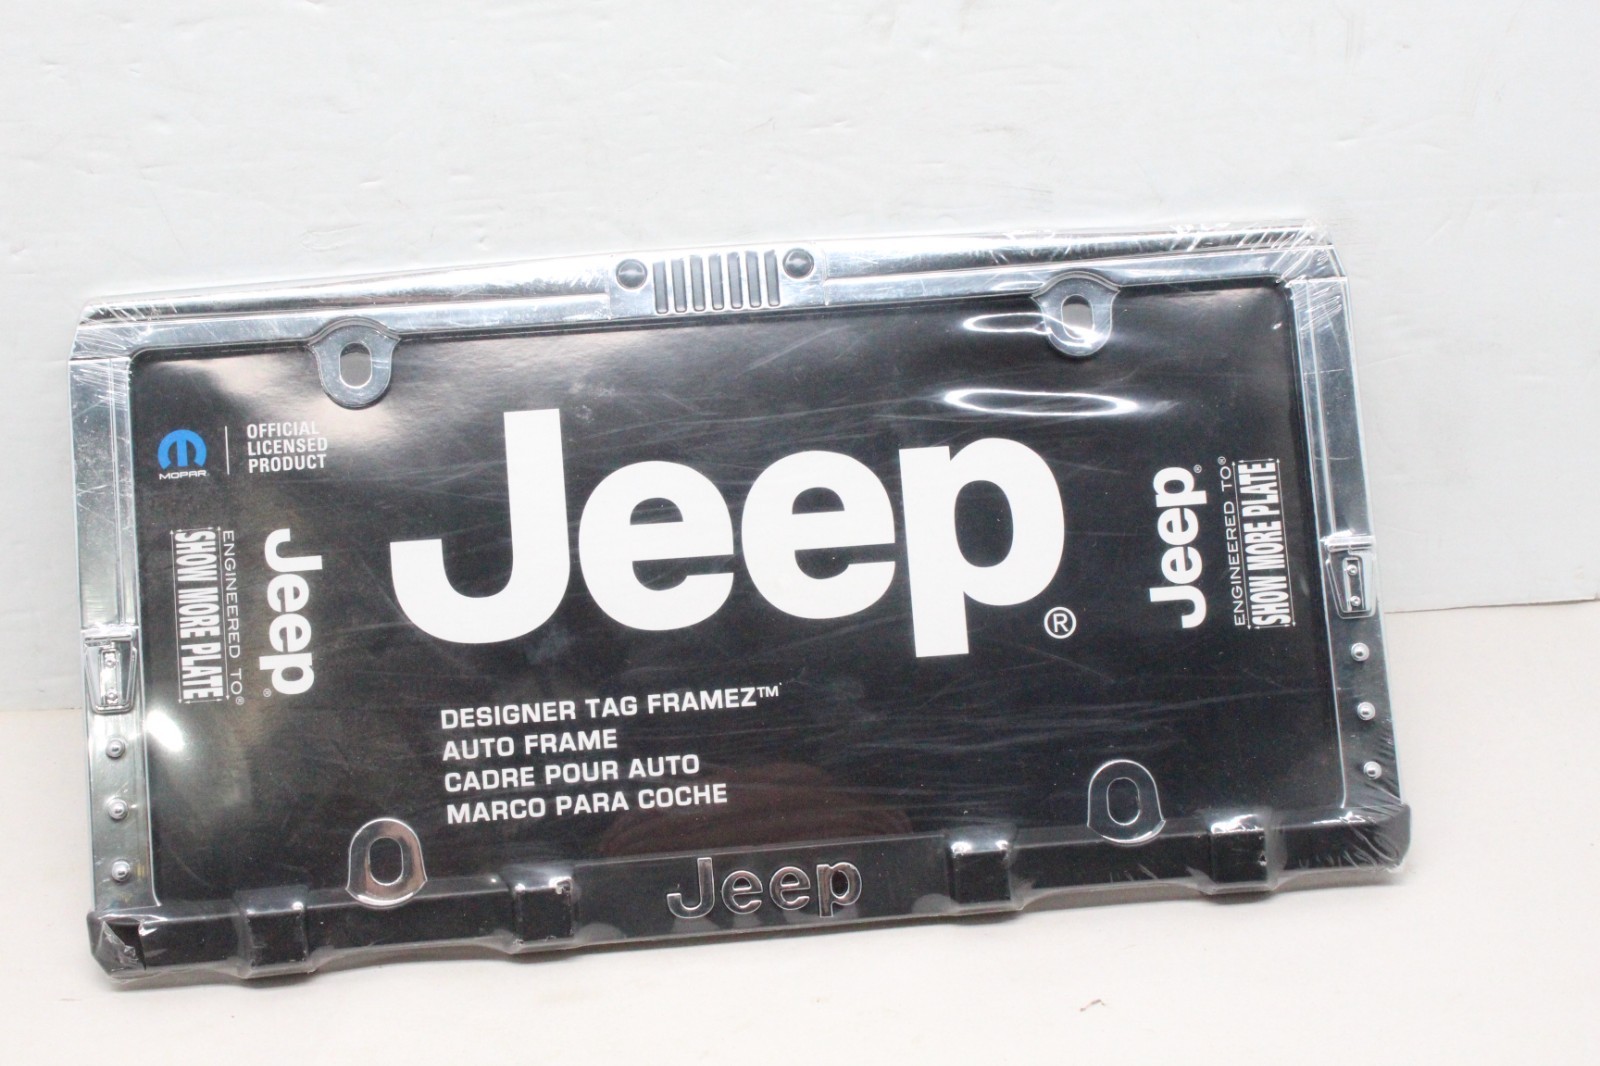 MOPAR
OFFICIAL
LICENSED
PRODUCT
Jeep
ENGINEERED TO®
SHOW MORE PLATE
Jeep®
Jeep®
ENGINEERED TO®
SHOW MORE PLATE
DESIGNER TAG FRAMEZ™
AUTO FRAME
CADRE POUR AUTO
MARCO PARA COCHE
Jeep